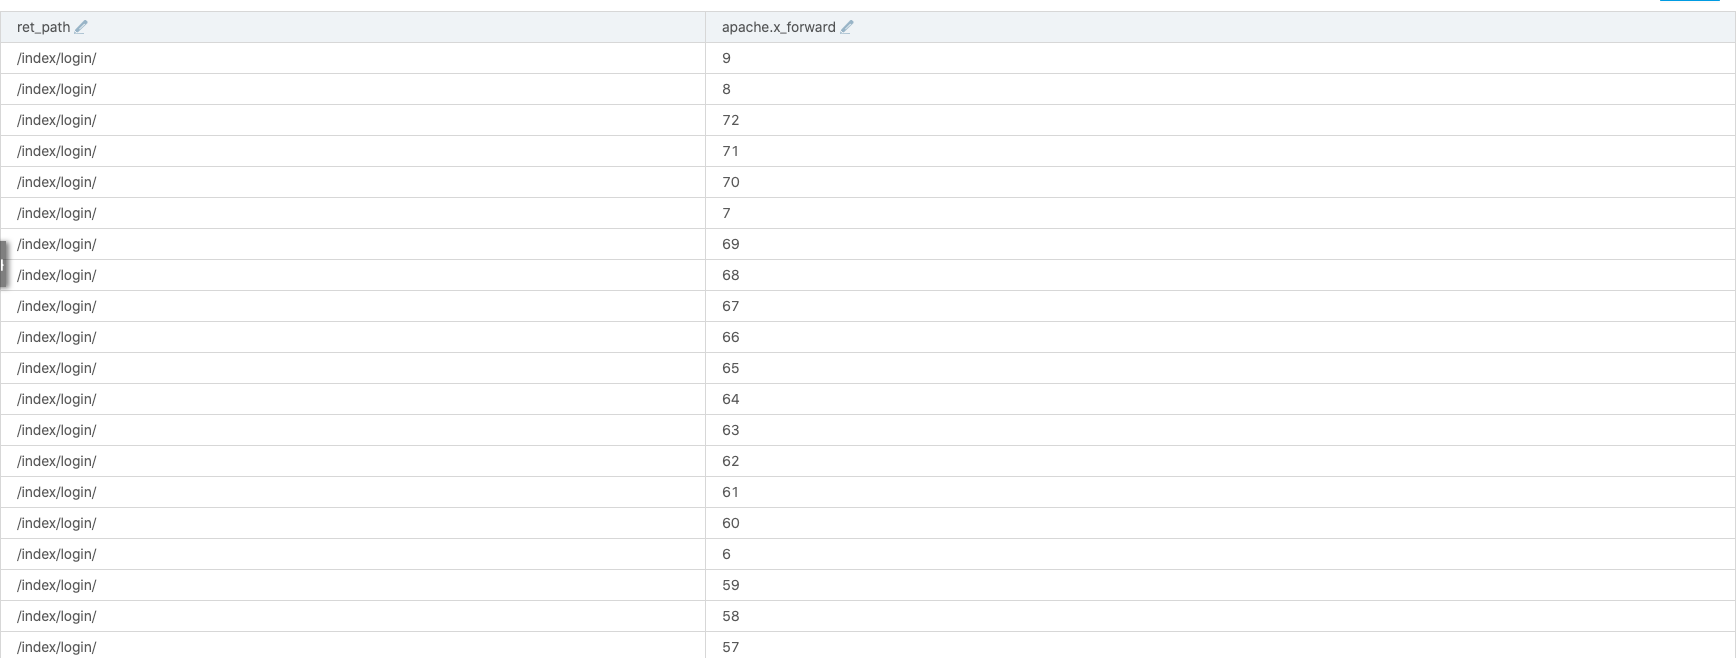 ret_path apache.x_forward
/index/login/ 9
/index/login/ 8
/index/login/ 72
/index/login/ 71
/index/login/ 70
/index/login/ 7
/index/login/ 69
/index/login/ 68
/index/login/ 67
/index/login/ 66
/index/login/ 65
/index/login/ 64
/index/login/ 63
/index/login/ 62
/index/login/ 61
/index/login/ 60
/index/login/ 6
/index/login/ 59
/index/login/ 58
/index/login/ 57